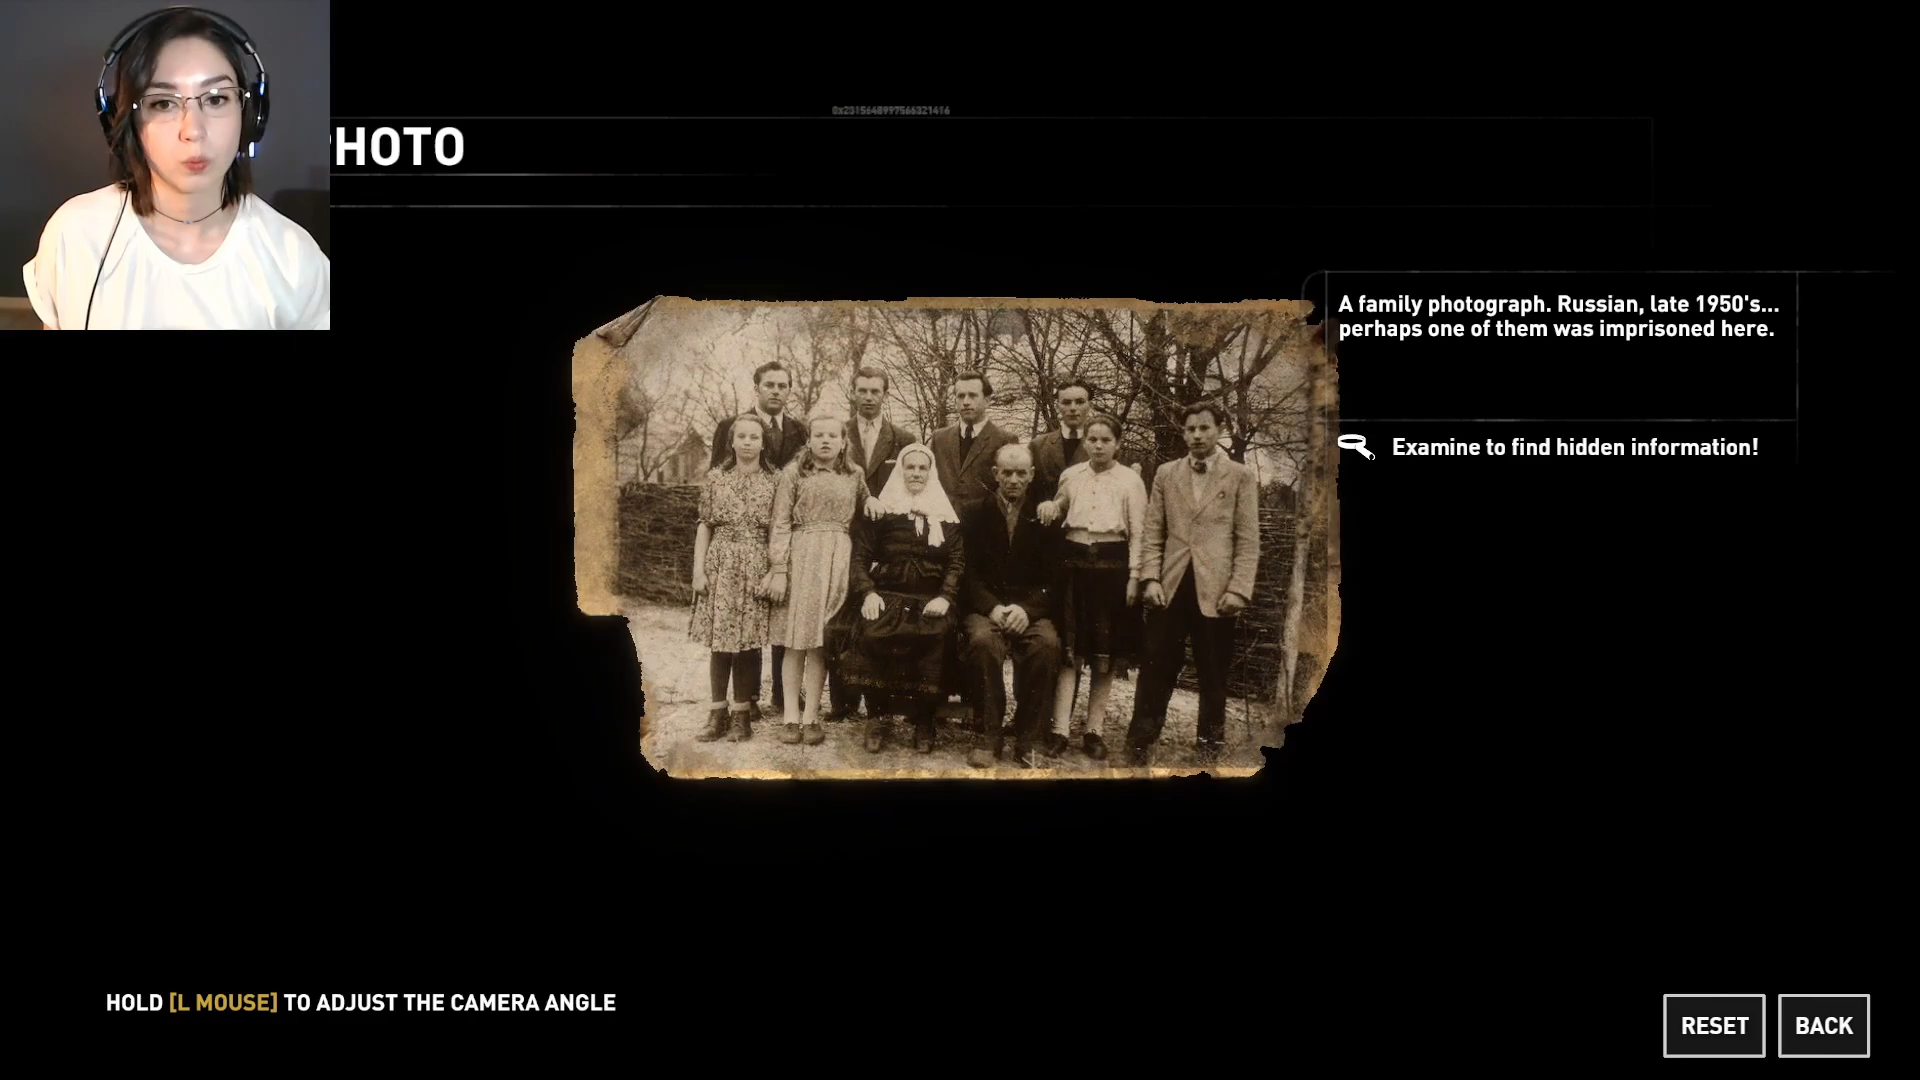 0x2315648997566321416
HOTO
A family photograph. Russian, late 1950's...
perhaps one of them was imprisoned here.
Examine to find hidden information!
HOLD [L MOUSE] TO ADJUST THE CAMERA ANGLE
RESET
BACK